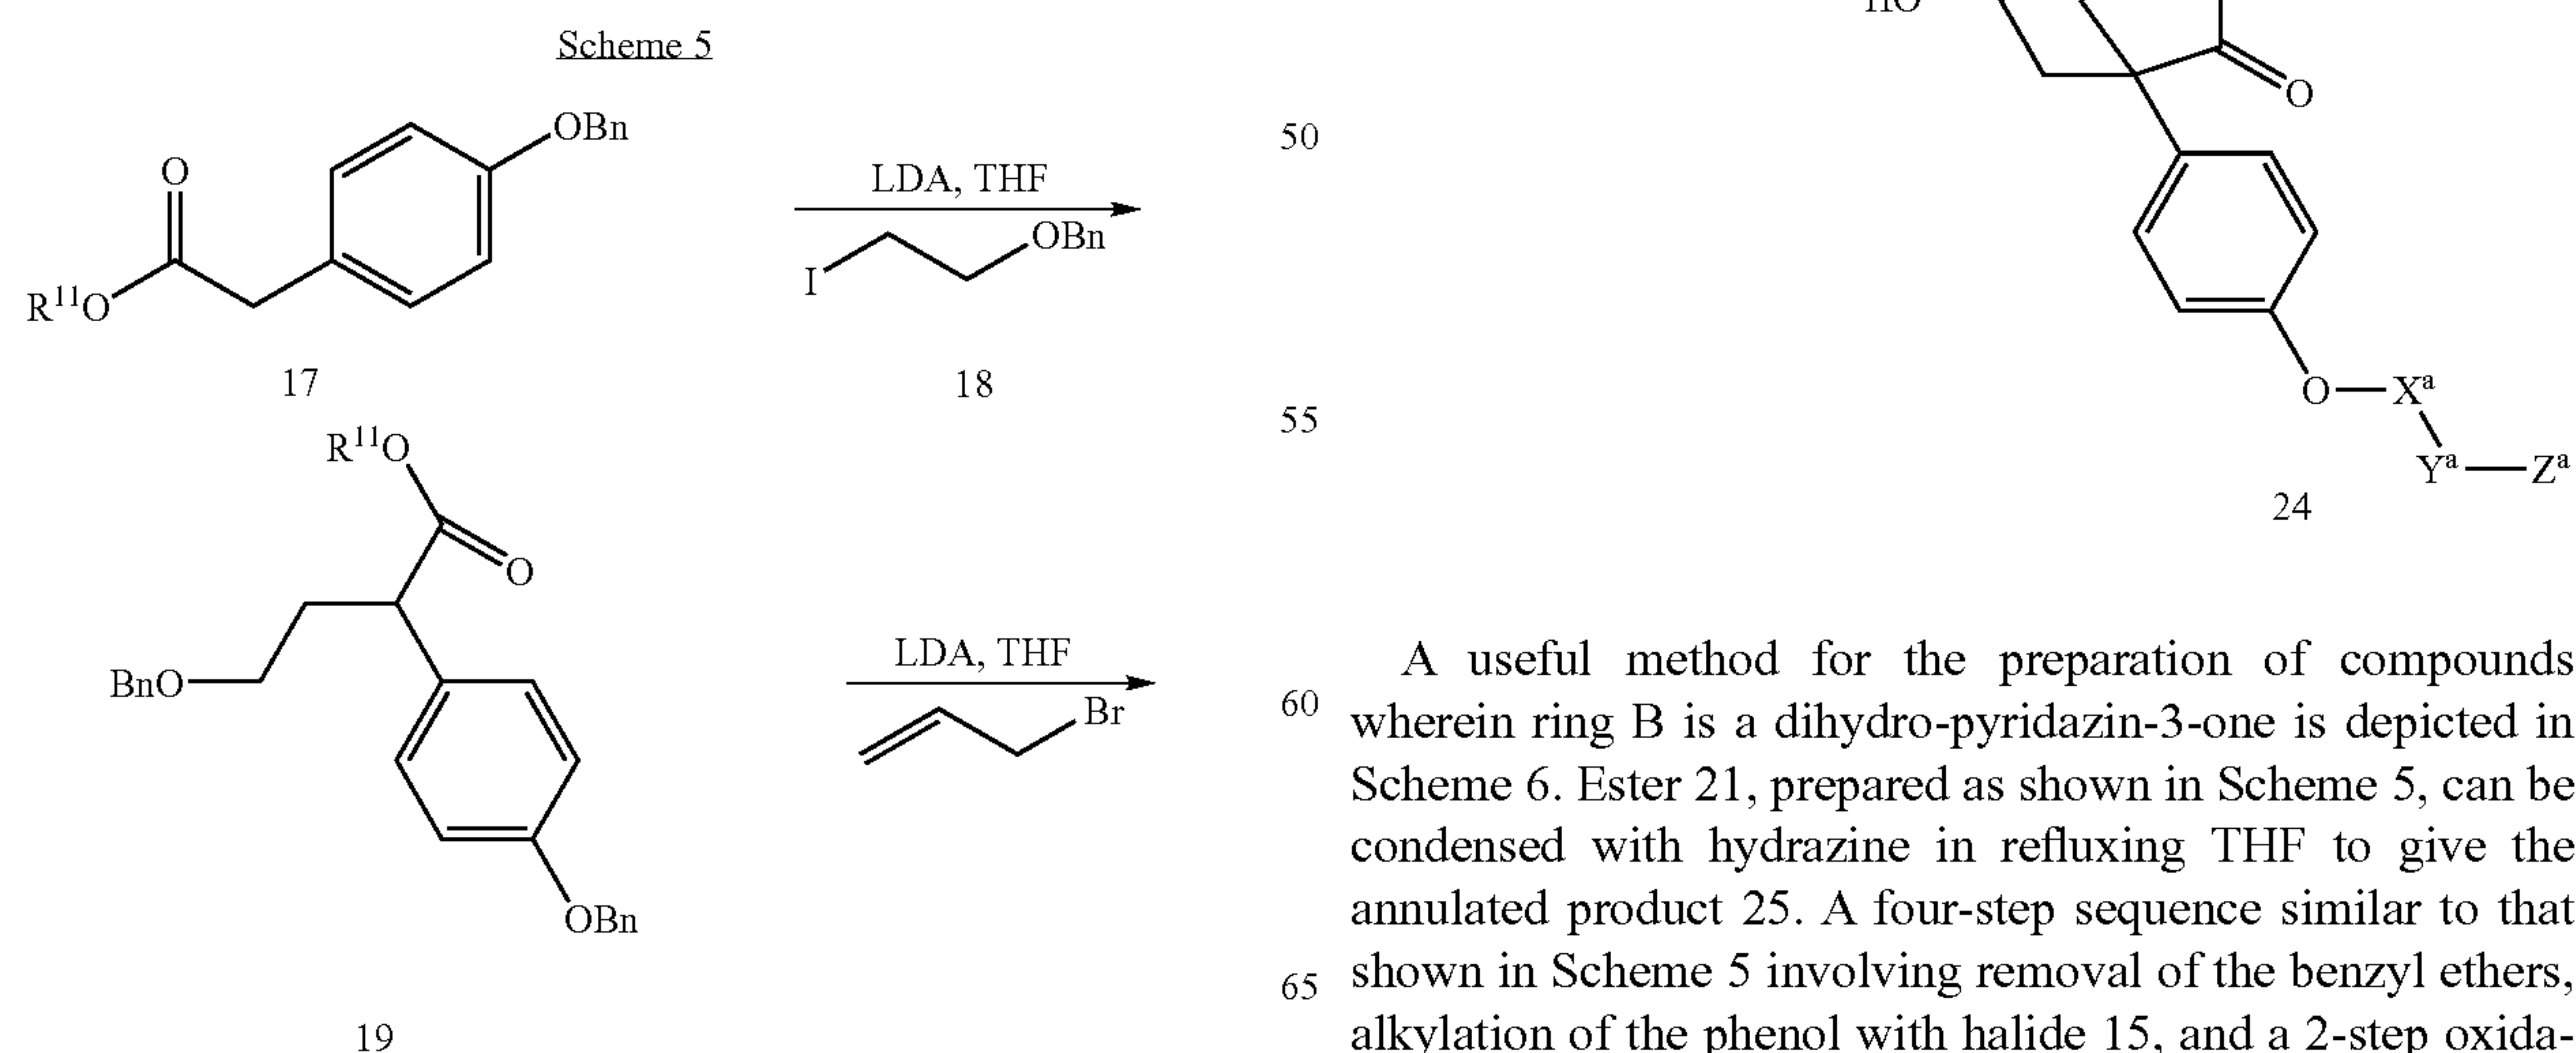 Scheme 5
OBn
O
R¹¹O
17
LDA, THF
I
OBn
18
R¹¹O
O
BnO
OBn
19
LDA, THF
Br
50
55
60
65
HO
O
O
Xᵃ
Yᵃ
Zᵃ
24
A useful method for the preparation of compounds
wherein ring B is a dihydro-pyridazin-3-one is depicted in
Scheme 6. Ester 21, prepared as shown in Scheme 5, can be
condensed with hydrazine in refluxing THF to give the
annulated product 25. A four-step sequence similar to that
shown in Scheme 5 involving removal of the benzyl ethers,
alkylation of the phenol with halide 15, and a 2-step oxida-